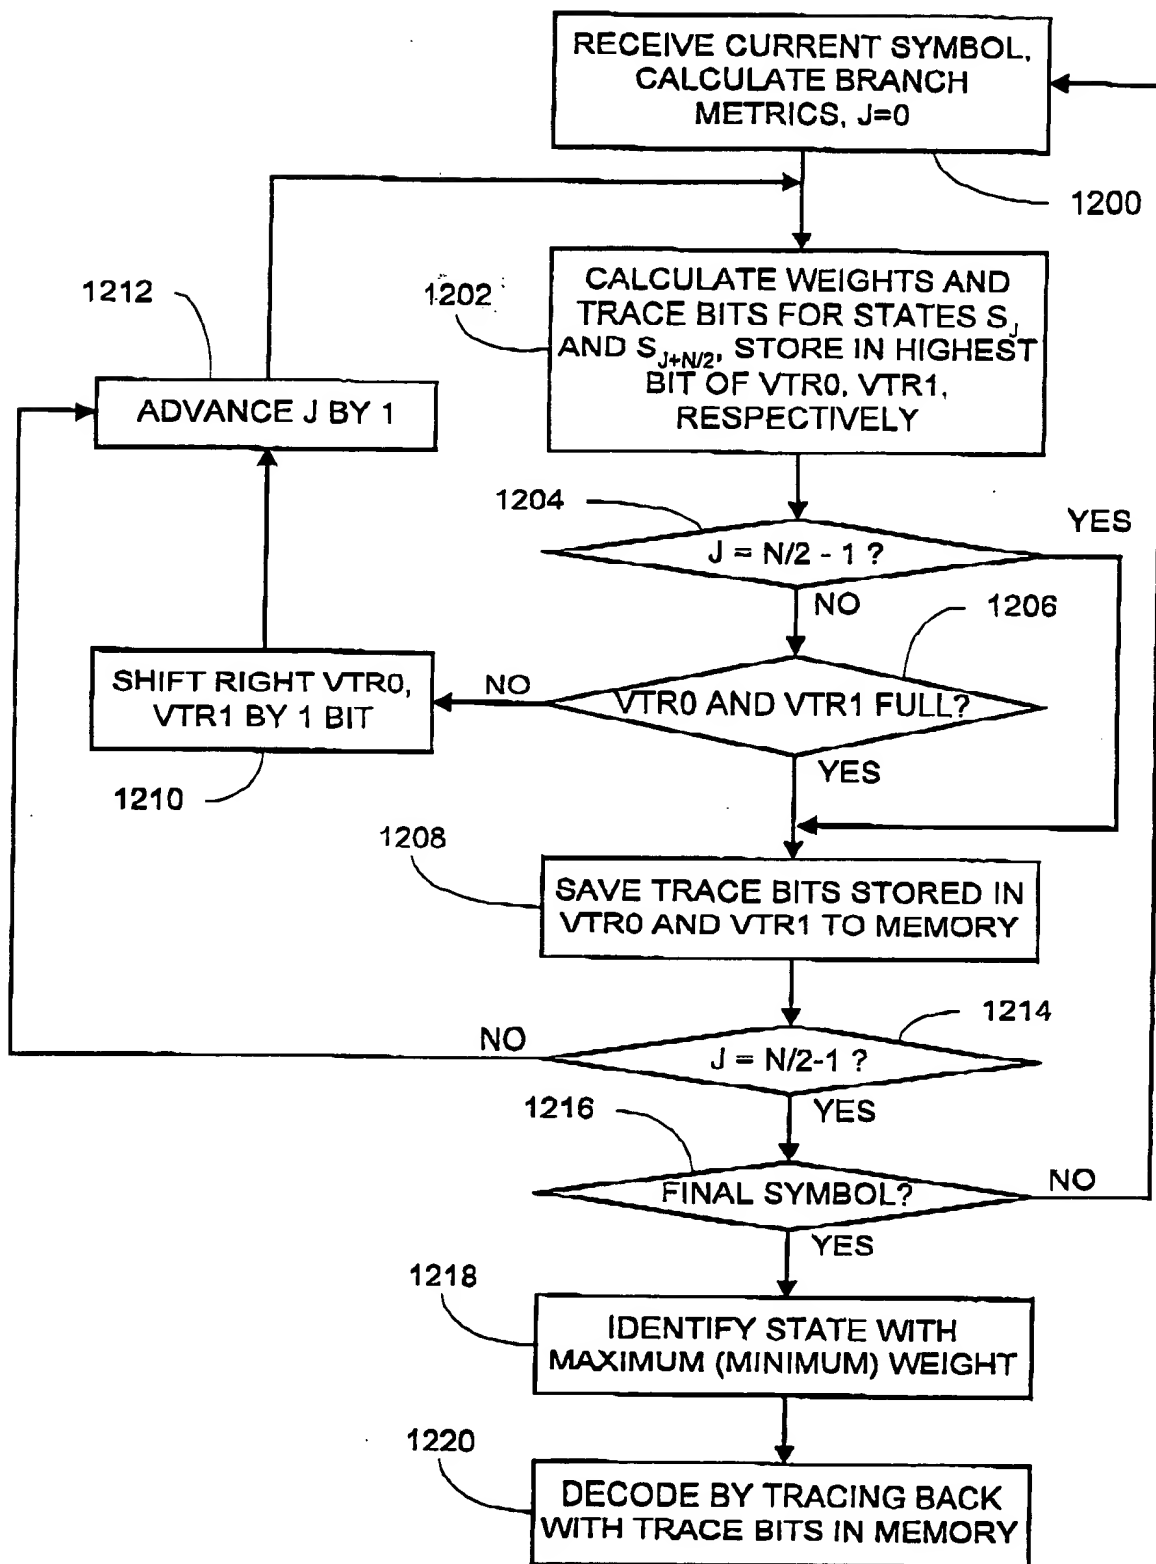 RECEIVE CURRENT SYMBOL,
CALCULATE BRANCH
METRICS, J=0
1200
1212
1202
CALCULATE WEIGHTS AND
TRACE BITS FOR STATES S_J
AND S_{J+N/2}, STORE IN HIGHEST
BIT OF VTR0, VTR1,
RESPECTIVELY
ADVANCE J BY 1
1204
YES
J = N/2 - 1 ?
NO
1206
SHIFT RIGHT VTR0,
VTR1 BY 1 BIT
NO
VTR0 AND VTR1 FULL?
YES
1210
1208
SAVE TRACE BITS STORED IN
VTR0 AND VTR1 TO MEMORY
1214
NO
J = N/2-1 ?
YES
1216
FINAL SYMBOL?
NO
YES
1218
IDENTIFY STATE WITH
MAXIMUM (MINIMUM) WEIGHT
1220
DECODE BY TRACING BACK
WITH TRACE BITS IN MEMORY